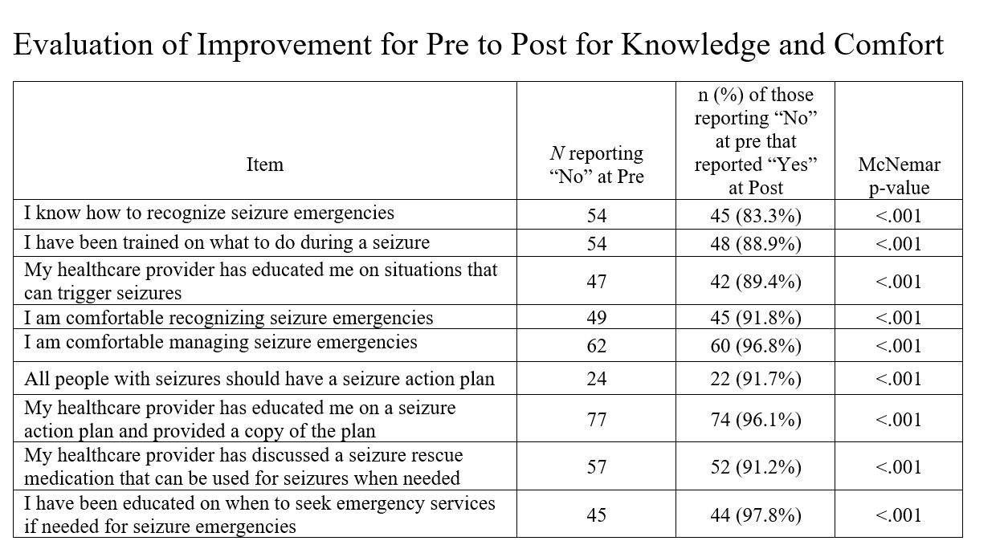 Evaluation of Improvement for Pre to Post for Knowledge and Comfort
Item
N reporting
“No” at Pre
n (%) of those
reporting “No”
at pre that
reported “Yes”
at Post
McNemar
p-value
I know how to recognize seizure emergencies 54 45 (83.3%) <.001
I have been trained on what to do during a seizure 54 48 (88.9%) <.001
My healthcare provider has educated me on situations that
can trigger seizures
47 42 (89.4%) <.001
I am comfortable recognizing seizure emergencies 49 45 (91.8%) <.001
I am comfortable managing seizure emergencies 62 60 (96.8%) <.001
All people with seizures should have a seizure action plan 24 22 (91.7%) <.001
My healthcare provider has educated me on a seizure
action plan and provided a copy of the plan
77 74 (96.1%) <.001
My healthcare provider has discussed a seizure rescue
medication that can be used for seizures when needed
57 52 (91.2%) <.001
I have been educated on when to seek emergency services
if needed for seizure emergencies
45 44 (97.8%) <.001